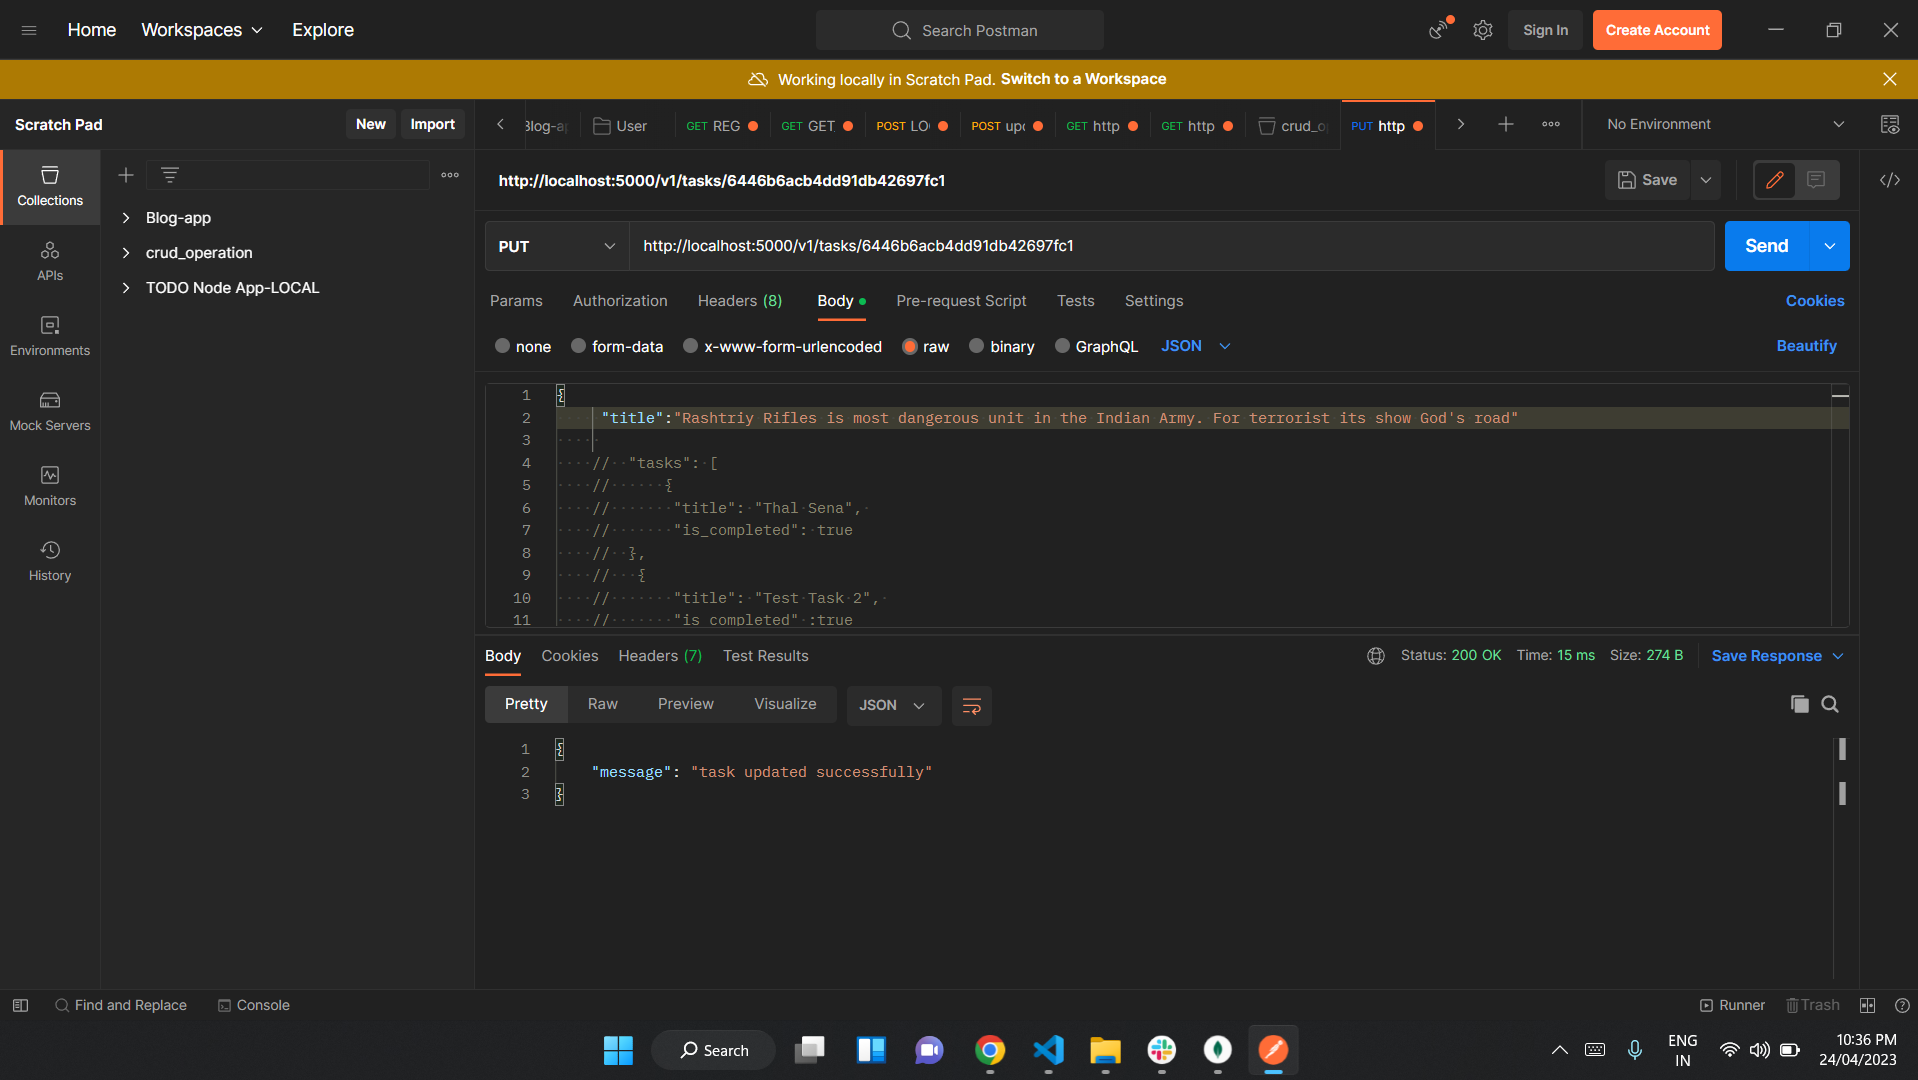 Home Workspaces Explore Search Postman Sign In Create Account
Working locally in Scratch Pad. Switch to a Workspace
Scratch Pad New Import
User GET REG GET GET POST LO POST GET http GET http crud_o PUT http No Environment
http://localhost:5000/v1/tasks/6446b6acb4dd91db42697fc1 Save
Collections
APIs
Environments
Mock Servers
Monitors
History
Blog-app
crud_operation
TODO Node App-LOCAL
PUT http://localhost:5000/v1/tasks/6446b6acb4dd91db42697fc1 Send
Params Authorization Headers (8) Body Pre-request Script Tests Settings Cookies
none form-data x-www-form-urlencoded raw binary GraphQL JSON Beautify
1 {
2 "title":"Rashtriy Rifles is most dangerous unit in the Indian Army. For terrorist its show God's road"
3
4 // "tasks": [
5 // {
6 // "title": "Thal Sena",
7 // "is_completed": true
8 // },
9 // {
10 // "title": "Test Task 2",
11 // "is_completed" :true
Body Cookies Headers (7) Test Results Status: 200 OK Time: 15 ms Size: 274 B Save Response
Pretty Raw Preview Visualize JSON
1 {
2 "message": "task updated successfully"
3 }
Find and Replace Console Runner Trash
Search
ENG
IN
10:36 PM
24/04/2023